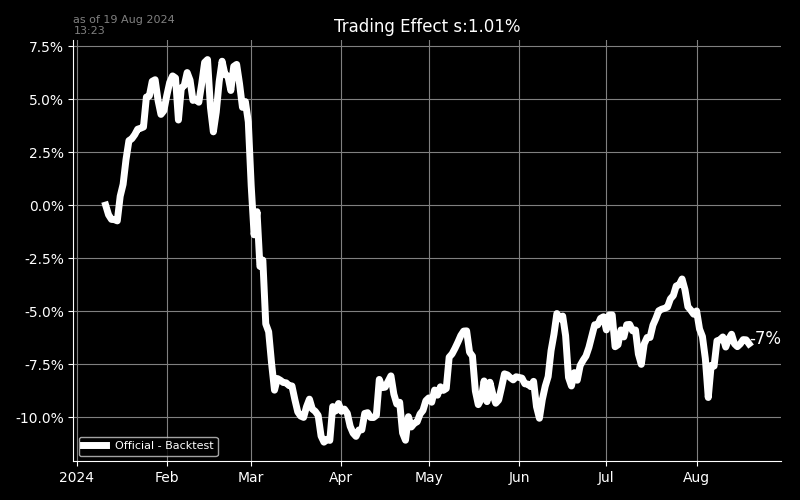 as of 19 Aug 2024
13:23
Trading Effect s:1.01%
7.5%
5.0%
2.5%
0.0%
-2.5%
-5.0%
-7.5%
-10.0%
-7%
Official - Backtest
2024 Feb Mar Apr May Jun Jul Aug